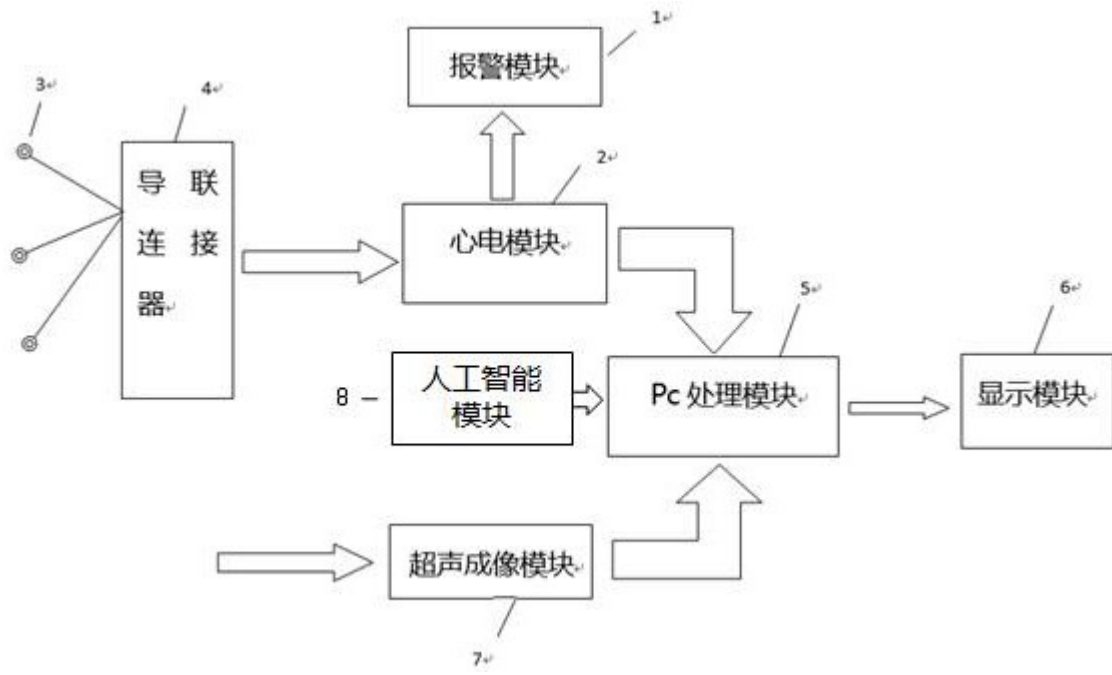 1
报警模块
3
4
导 联
连 接
器
2
心电模块
5
6
8
人工智能
模块
Pc 处理模块
显示模块
超声成像模块
7